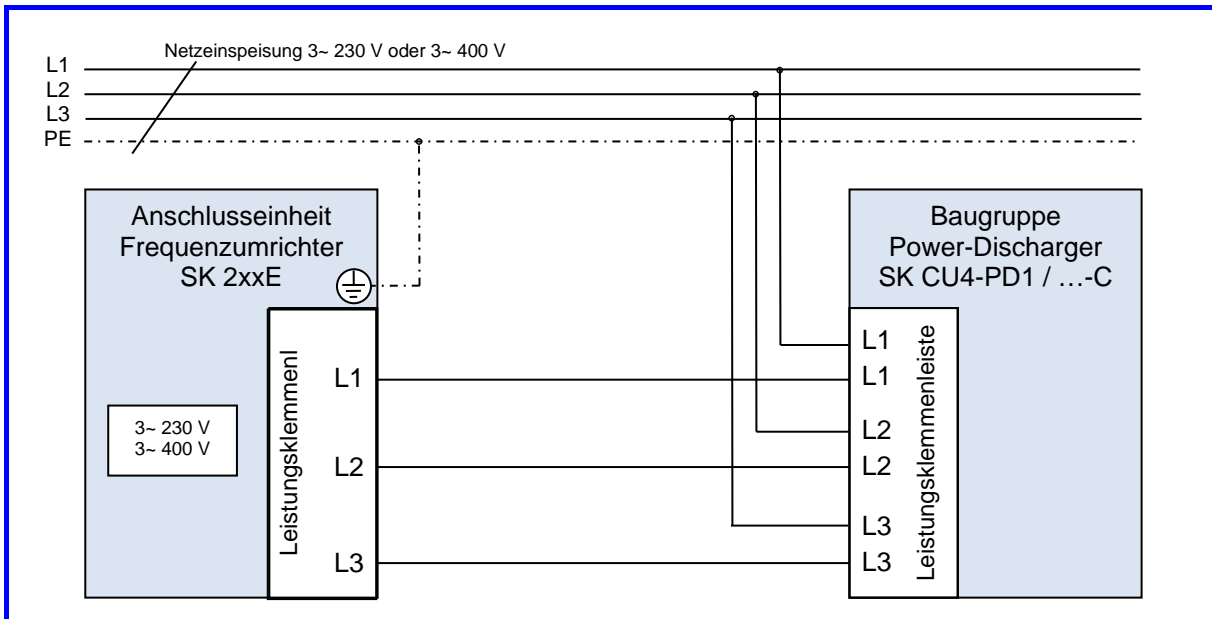 Netzeinspeisung 3~ 230 V oder 3~ 400 V
L1
L2
L3
PE
Anschlusseinheit
Frequenzumrichter
SK 2xxE
Leistungsklemmenl
L1
L2
L3
3~ 230 V
3~ 400 V
Baugruppe
Power-Discharger
SK CU4-PD1 / …-C
L1
L1
L2
L2
L3
L3
Leistungsklemmenleiste